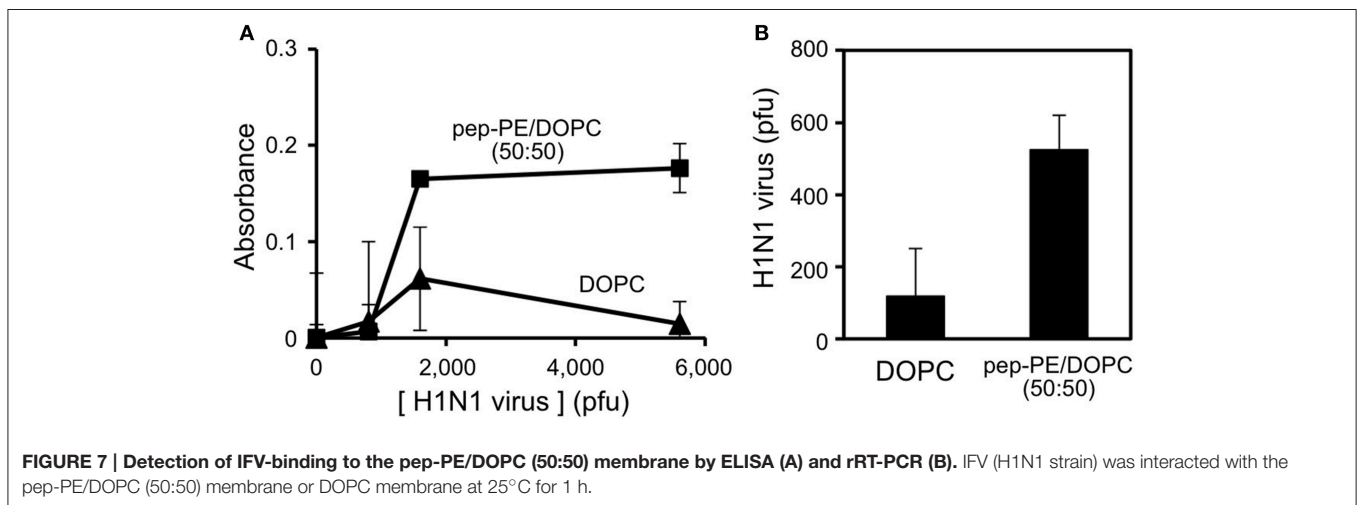 A
0.3
0.2
0.1
0
Absorbance
pep-PE/DOPC
(50:50)
DOPC
0
2,000
4,000
6,000
[ H1N1 virus ] (pfu)
B
800
600
400
200
0
H1N1 virus (pfu)
DOPC
pep-PE/DOPC
(50:50)
FIGURE 7 | Detection of IFV-binding to the pep-PE/DOPC (50:50) membrane by ELISA (A) and rRT-PCR (B). IFV (H1N1 strain) was interacted with the
pep-PE/DOPC (50:50) membrane or DOPC membrane at 25°C for 1 h.